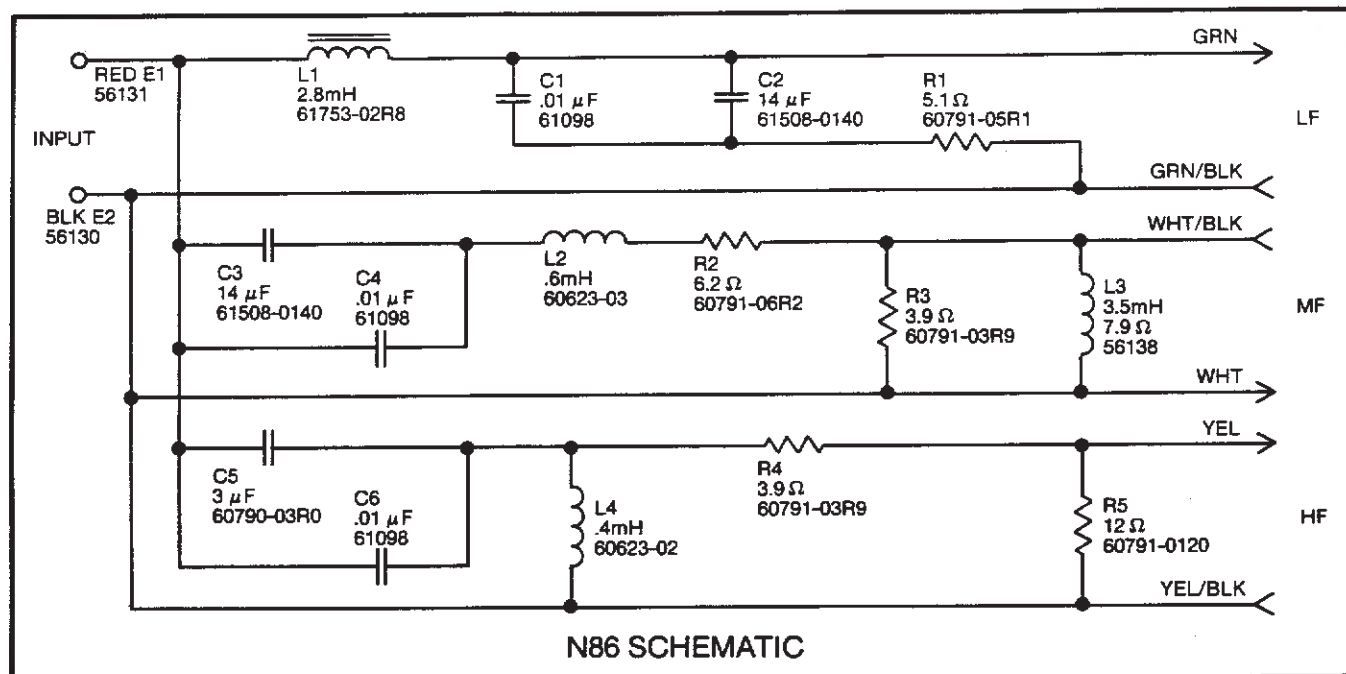 GRN
RED E1
56131
L1
2.8mH
61753-02R8
C1
.01 µF
61098
C2
14 µF
61508-0140
R1
5.1 Ω
60791-05R1
LF
INPUT
GRN/BLK
BLK E2
56130
WHT/BLK
C3
14 µF
61508-0140
C4
.01 µF
61098
L2
.6mH
60623-03
R2
6.2 Ω
60791-06R2
R3
3.9 Ω
60791-03R9
L3
3.5mH
7.9 Ω
56138
MF
WHT
YEL
C5
3 µF
60790-03R0
C6
.01 µF
61098
L4
.4mH
60623-02
R4
3.9 Ω
60791-03R9
R5
12 Ω
60791-0120
HF
YEL/BLK
N86 SCHEMATIC